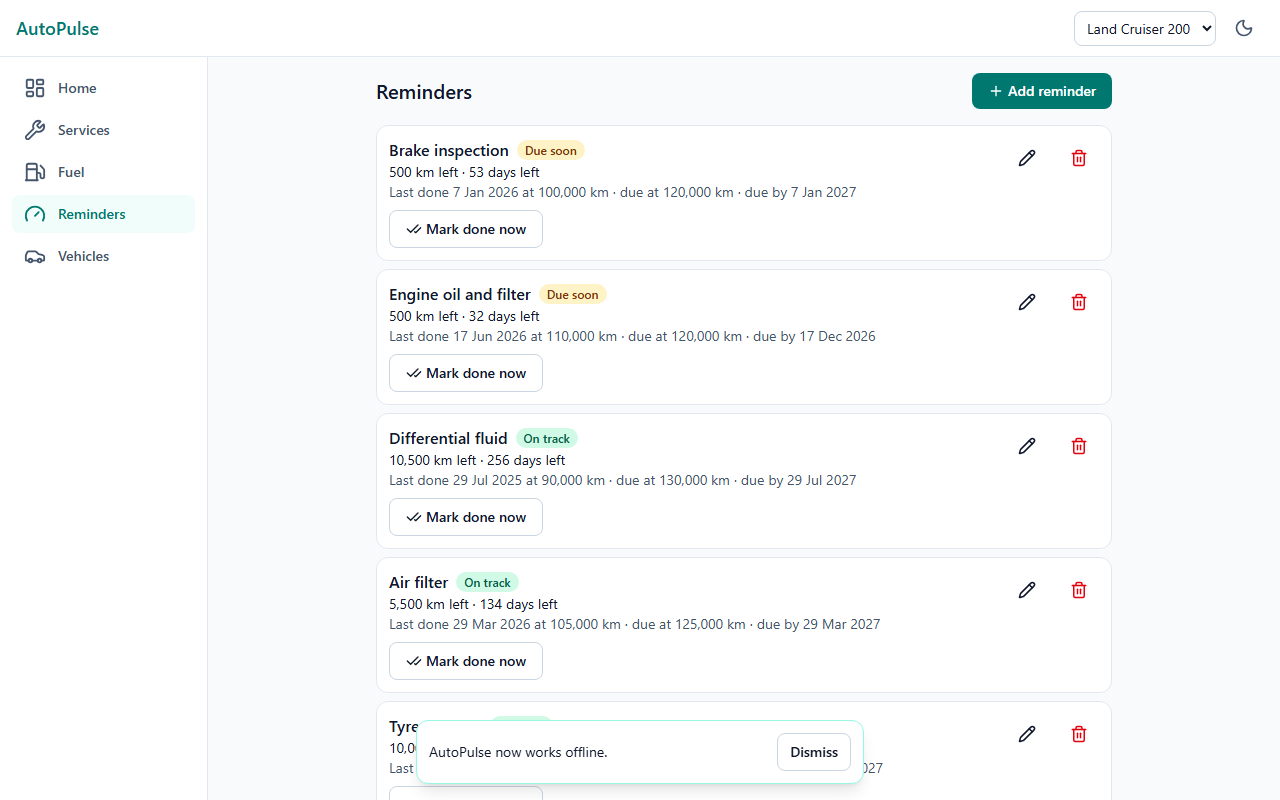 AutoPulse
Land Cruiser 200
Home
Services
Fuel
Reminders
Vehicles
Reminders
Add reminder
Brake inspection Due soon
500 km left · 53 days left
Last done 7 Jan 2026 at 100,000 km · due at 120,000 km · due by 7 Jan 2027
Mark done now
Engine oil and filter Due soon
500 km left · 32 days left
Last done 17 Jun 2026 at 110,000 km · due at 120,000 km · due by 17 Dec 2026
Mark done now
Differential fluid On track
10,500 km left · 256 days left
Last done 29 Jul 2025 at 90,000 km · due at 130,000 km · due by 29 Jul 2027
Mark done now
Air filter On track
5,500 km left · 134 days left
Last done 29 Mar 2026 at 105,000 km · due at 125,000 km · due by 29 Mar 2027
Mark done now
Last
AutoPulse now works offline.
Dismiss